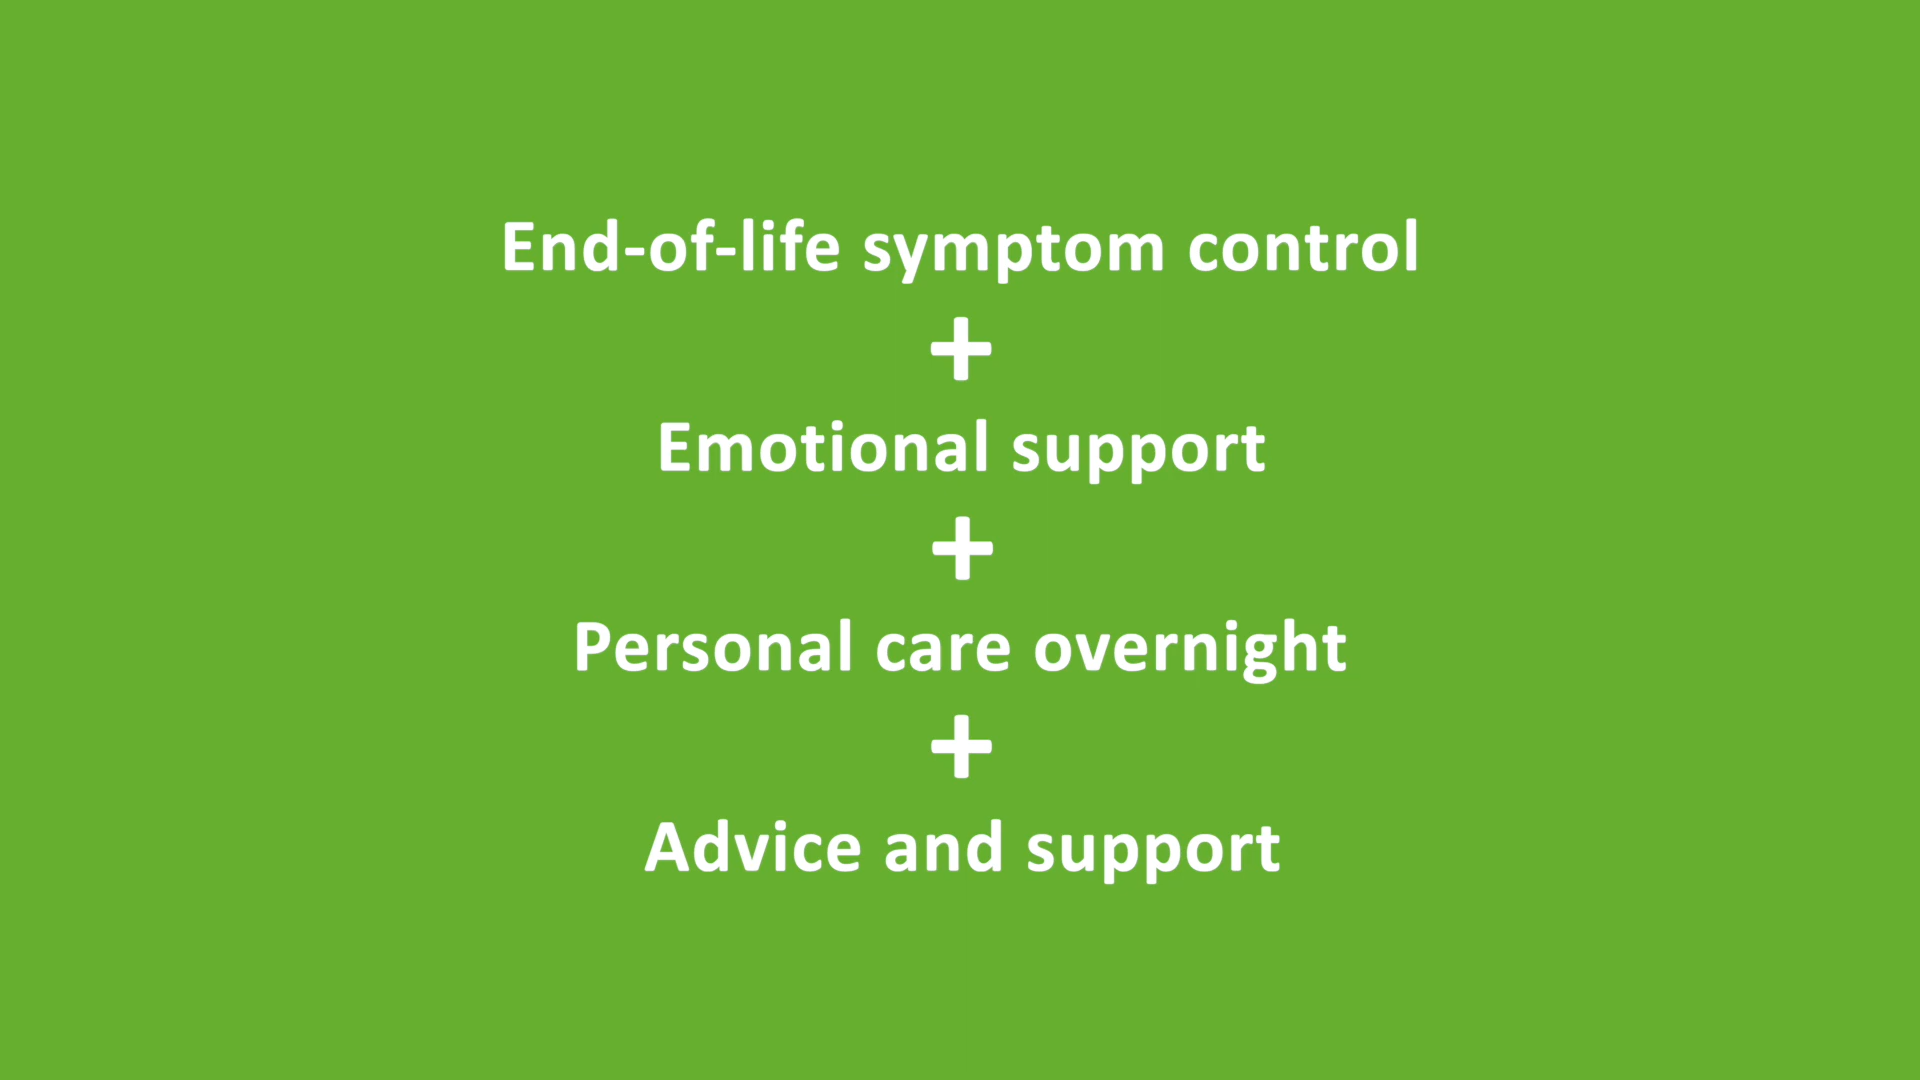 End-of-life symptom control
+
Emotional support
+
Personal care overnight
+
Advice and support